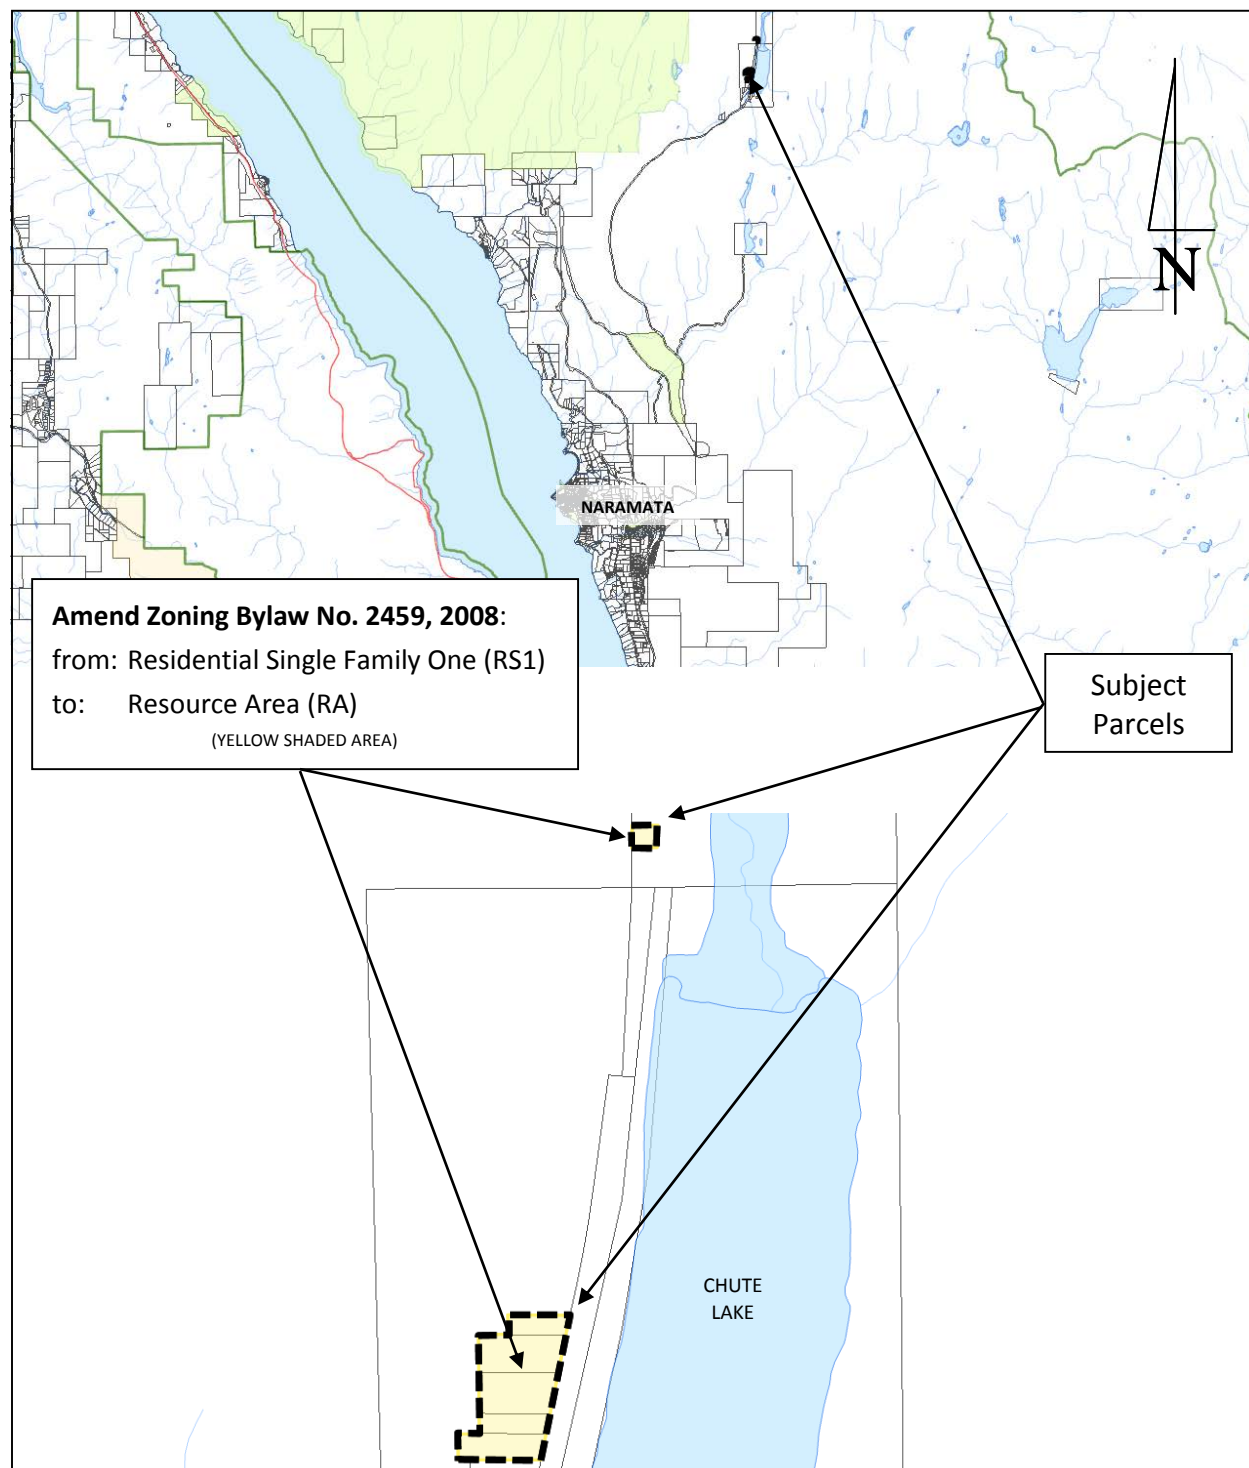 N
NARAMATA
Amend Zoning Bylaw No. 2459, 2008:
from: Residential Single Family One (RS1)
to: Resource Area (RA)
(YELLOW SHADED AREA)
Subject
Parcels
CHUTE
LAKE